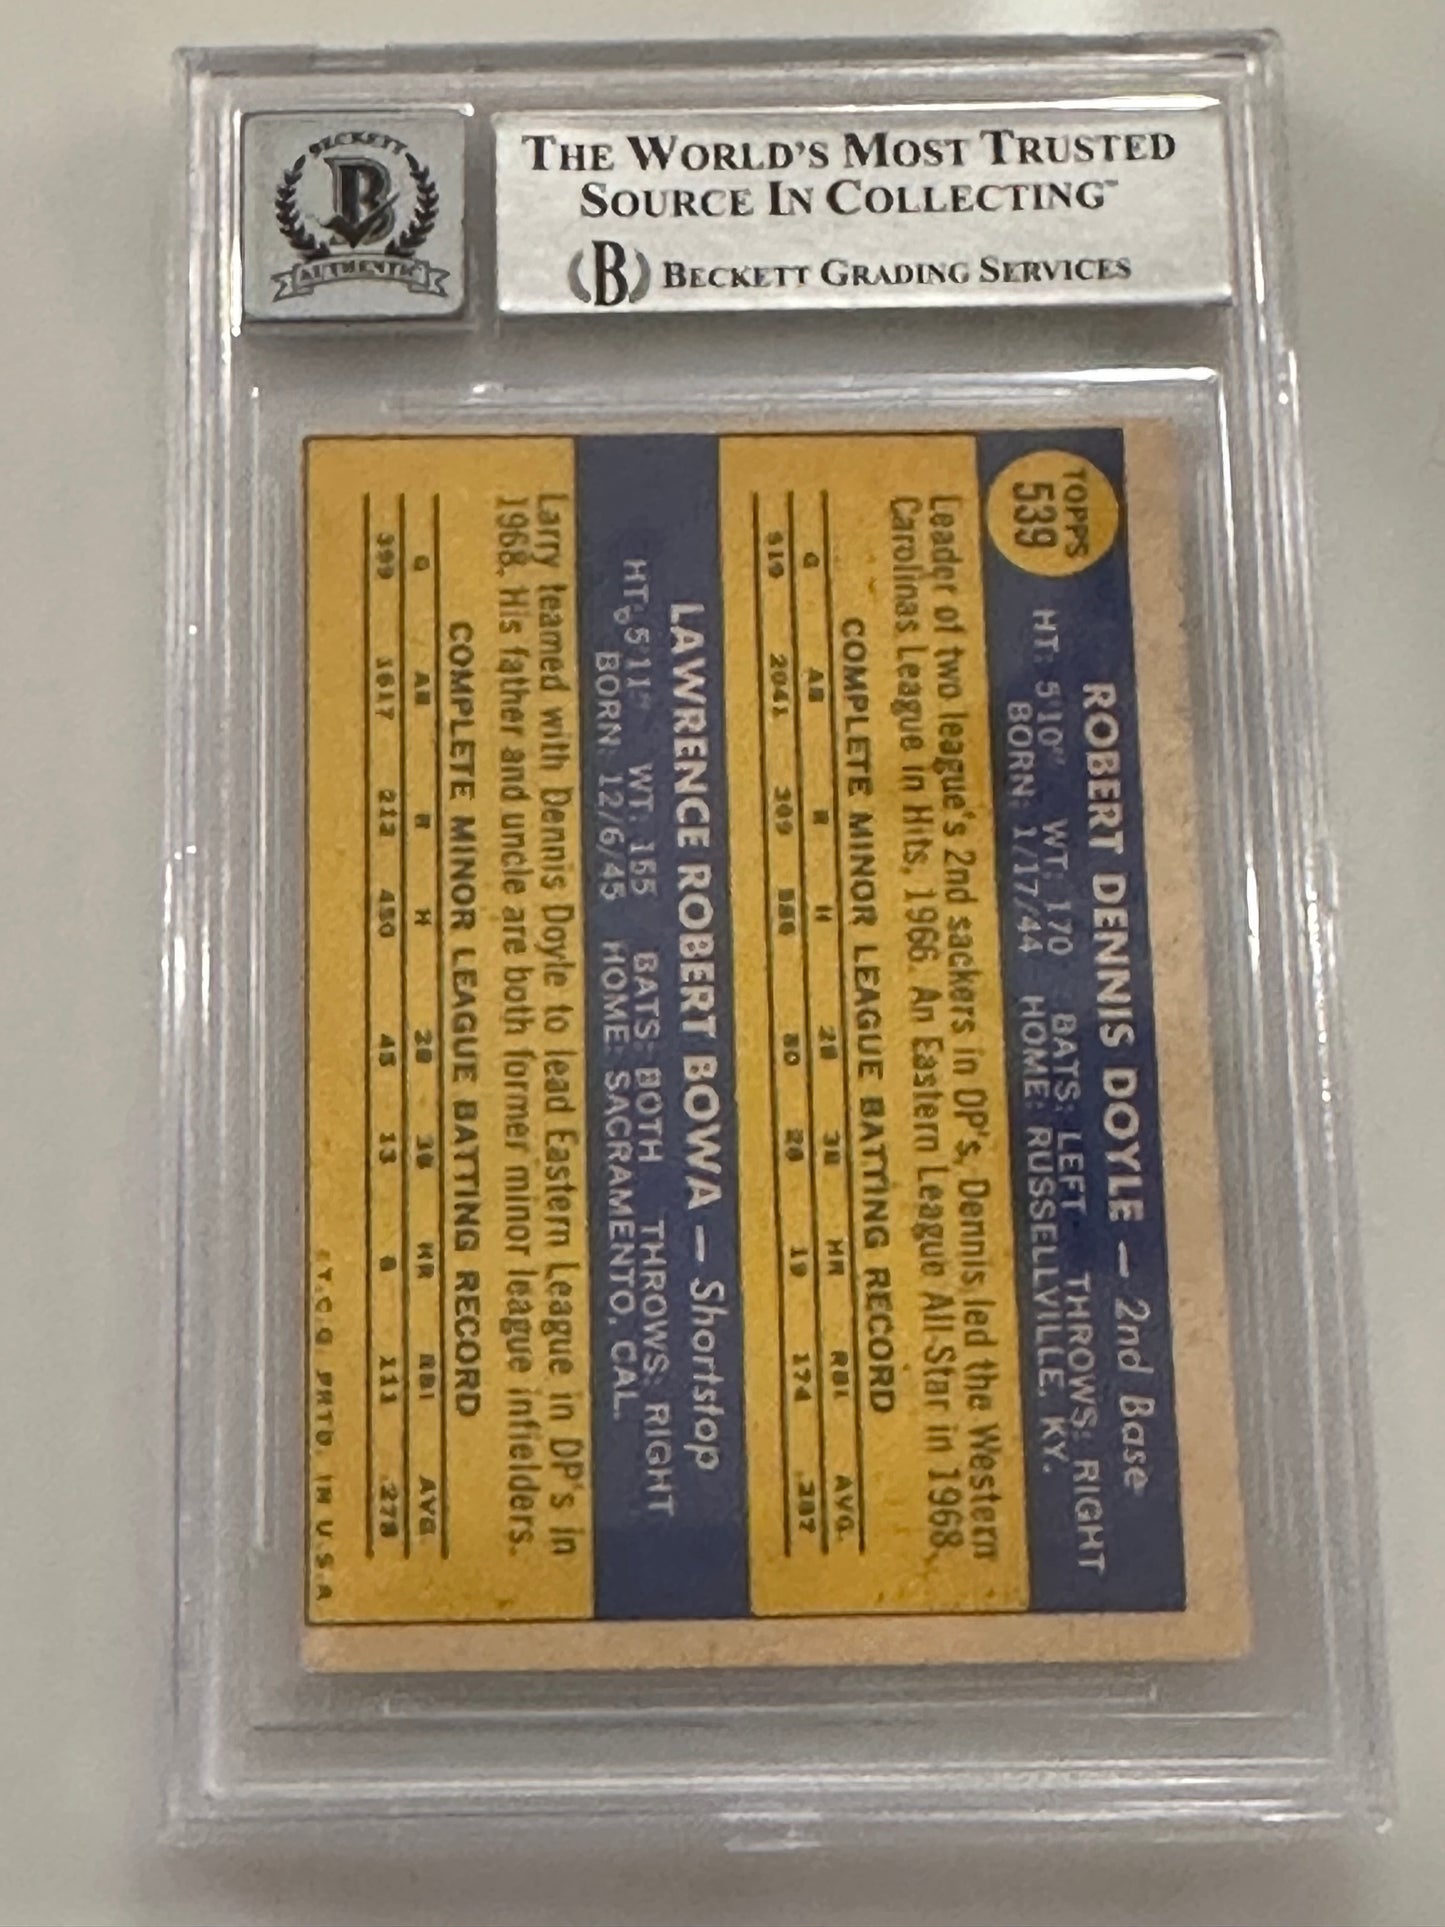 BECKETT
B
AUTHENTIC
THE WORLD'S MOST TRUSTED
SOURCE IN COLLECTING™
B BECKETT GRADING SERVICES
TOPPS
539
ROBERT DENNIS DOYLE — 2nd Base
HT: 5'10" WT: 170 BATS: LEFT THROWS: RIGHT
BORN: 1/17/44 HOME: RUSSELLVILLE, KY.
Leader of two league's 2nd sackers in DP's, Dennis led the Western
Carolinas League in Hits, 1966. An Eastern League All-Star in 1968.
COMPLETE MINOR LEAGUE BATTING RECORD
G AB R H 2B 3B HR RBI AVG.
519 2041 309 586 80 28 19 174 .287
LAWRENCE ROBERT BOWA — Shortstop
HT: 5'11" WT: 155 BATS: BOTH THROWS: RIGHT
BORN: 12/6/45 HOME: SACRAMENTO, CAL.
Larry teamed with Dennis Doyle to lead Eastern League in DP's in
1968. His father and uncle are both former minor league infielders.
COMPLETE MINOR LEAGUE BATTING RECORD
G AB R H 2B 3B HR RBI AVG.
399 1617 212 450 45 13 111 .278
© T.C.G. PRTD. IN U.S.A.